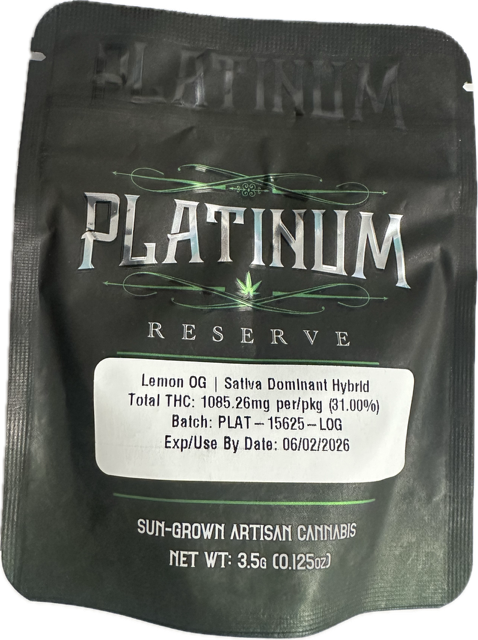 PLATINUM
PLATINUM
RESERVE
Lemon OG | Sativa Dominant Hybrid
Total THC: 1085.26mg per/pkg (31.00%)
Batch: PLAT-15625-LOG
Exp/Use By Date: 06/02/2026
SUN-GROWN ARTISAN CANNABIS
NET WT: 3.5G (0.125oz)